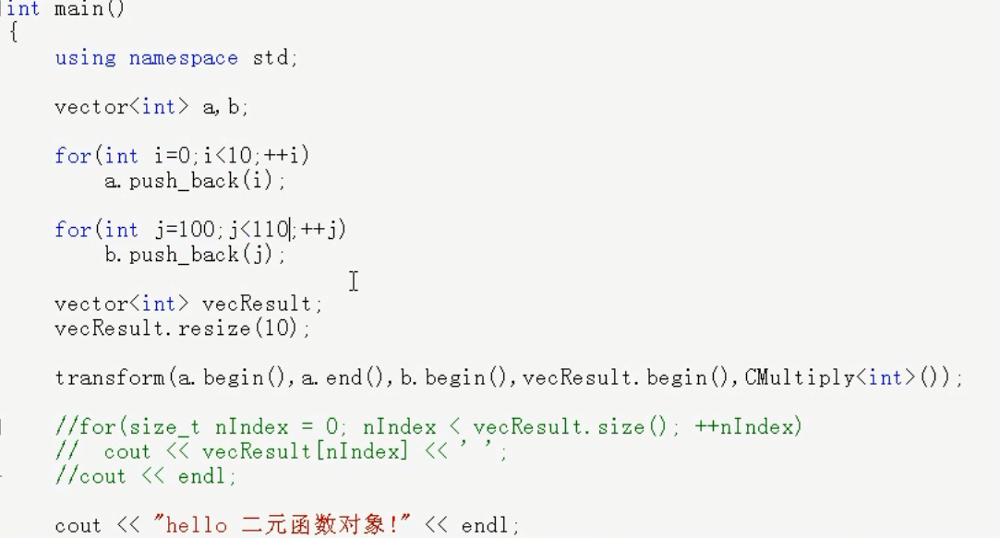 int main()
{
using namespace std;
vector<int> a,b;
for(int i=0;i<10;++i)
a.push_back(i);
for(int j=100;j<110;++j)
b.push_back(j);
vector<int> vecResult;
vecResult.resize(10);
transform(a.begin(),a.end(),b.begin(),vecResult.begin(),CMultiply<int>());
//for(size_t nIndex = 0; nIndex < vecResult.size(); ++nIndex)
//  cout << vecResult[nIndex] <<' ';
//cout << endl;
cout << "hello 二元函数对象!" << endl;